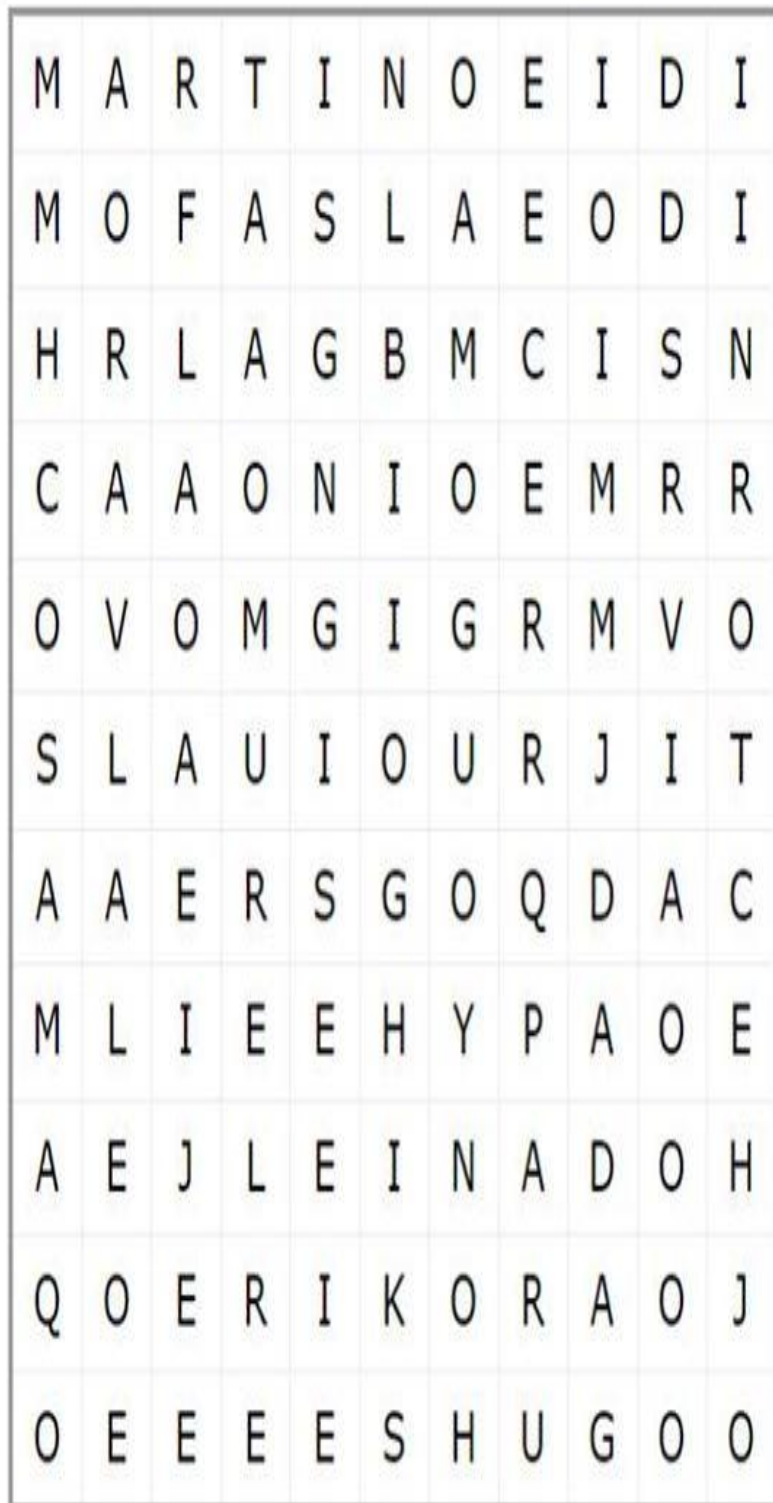 M A R T I N O E I D I
M O F A S L A E O D I
H R L A G B M C I S N
C A A O N I O E M R R
O V O M G I G R M V O
S L A U I O U R J I T
A A E R S G O Q D A C
M L I E E H Y P A O E
A E J L E I N A D O H
Q O E R I K O R A O J
O E E E E S H U G O O